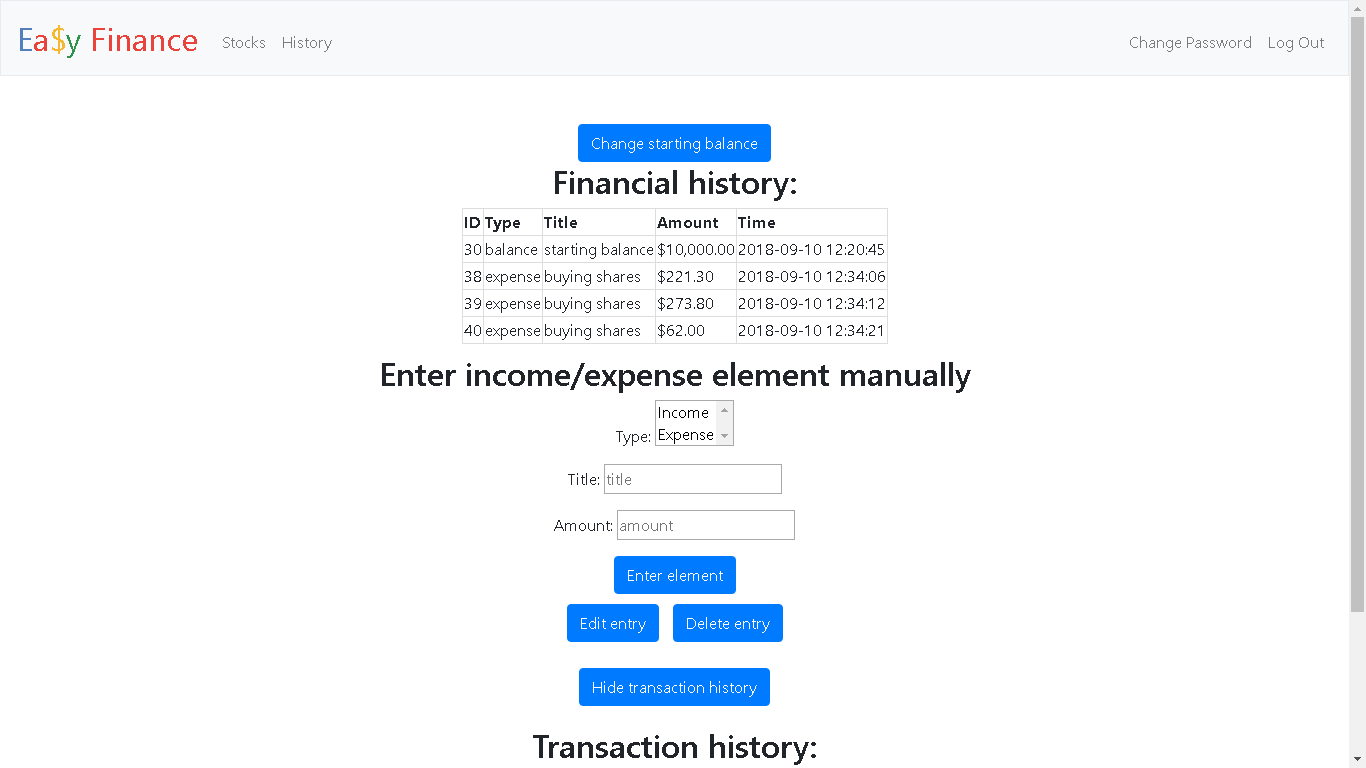 Ea$y Finance Stocks History Change Password Log Out
Change starting balance
Financial history:
ID Type Title Amount Time
30 balance starting balance $10,000.00 2018-09-10 12:20:45
38 expense buying shares $221.30 2018-09-10 12:34:06
39 expense buying shares $273.80 2018-09-10 12:34:12
40 expense buying shares $62.00 2018-09-10 12:34:21
Enter income/expense element manually
Income
Type: Expense
Title: title
Amount: amount
Enter element
Edit entry Delete entry
Hide transaction history
Transaction history: